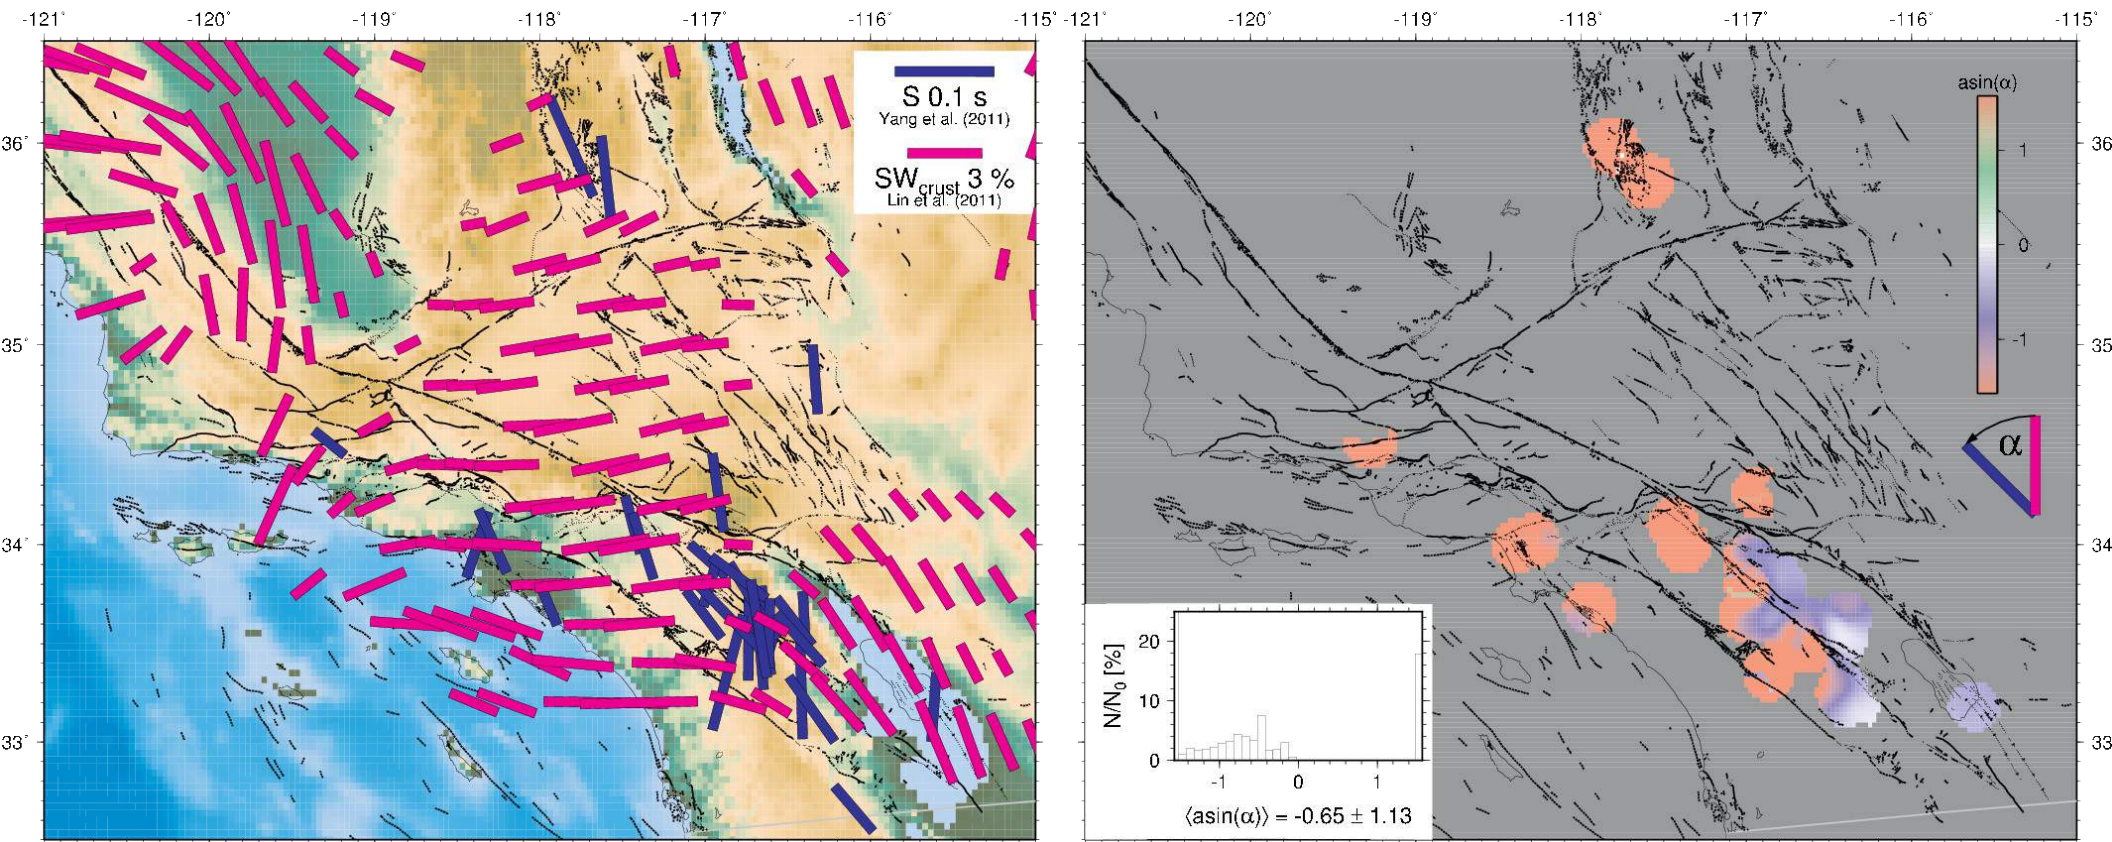 -121˚ -120˚ -119˚ -118˚ -117˚ -116˚ -115˚
-121˚ -120˚ -119˚ -118˚ -117˚ -116˚ -115˚
36˚
35˚
34˚
33˚
S 0.1 s
Yang et al. (2011)
SWcrust 3 %
Lin et al. (2011)
asin(α)
1
0
-1
α
36˚
35˚
34˚
33˚
N/N0 [%]
20
10
0
-1 0 1
⟨asin(α)⟩ = -0.65 ± 1.13